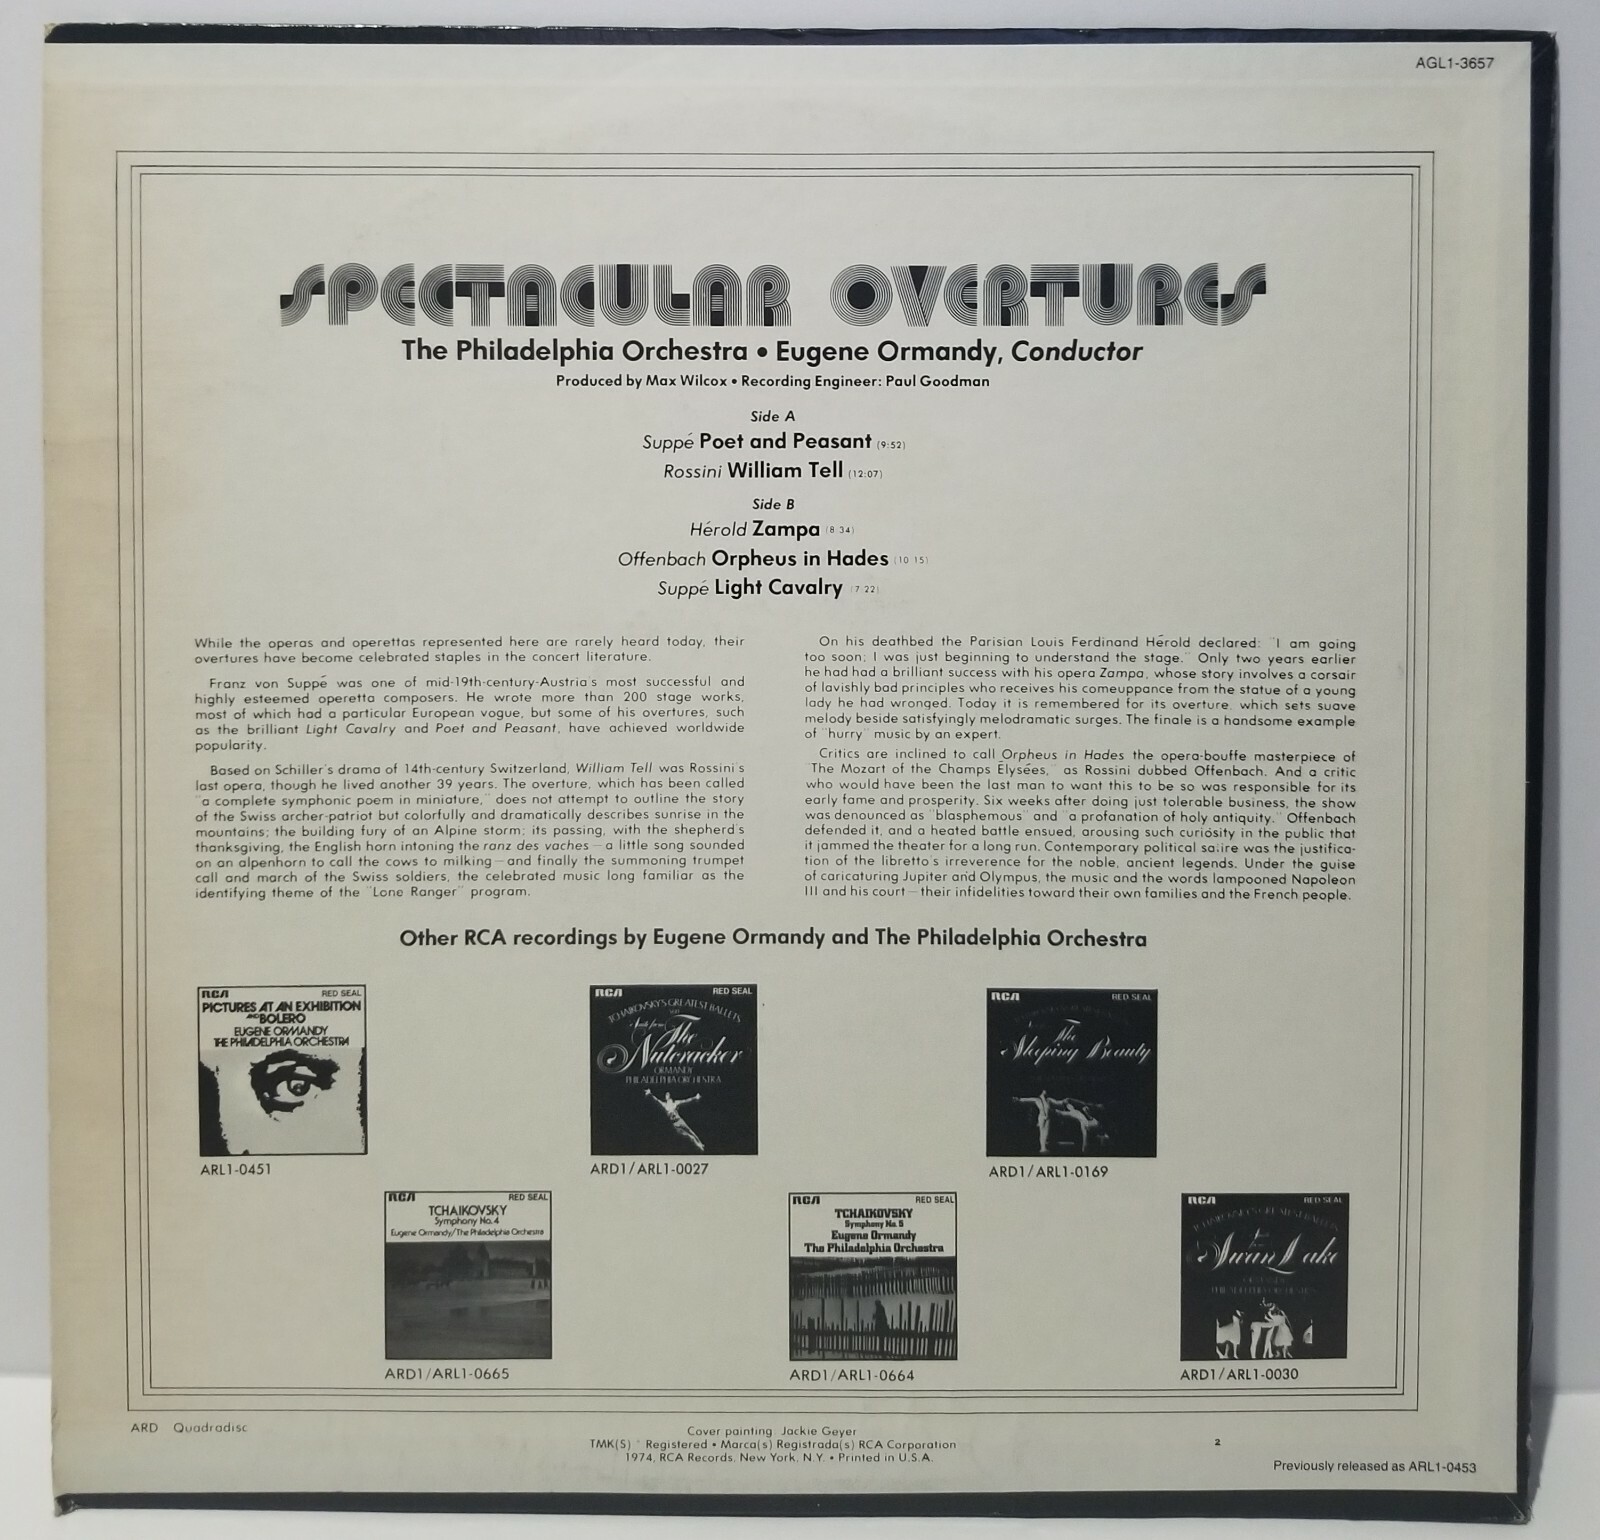 AGL1-3657
SPECTACULAR OVERTURES
The Philadelphia Orchestra • Eugene Ormandy, Conductor
Produced by Max Wilcox • Recording Engineer: Paul Goodman
Side A
Suppé Poet and Peasant (9:52)
Rossini William Tell (12:07)
Side B
Hérold Zampa (8 34)
Offenbach Orpheus in Hades (10 15)
Suppé Light Cavalry (7 22)
While the operas and operettas represented here are rarely heard today, their
overtures have become celebrated staples in the concert literature.
Franz von Suppé was one of mid-19th-century-Austria s most successful and
highly esteemed operetta composers. He wrote more than 200 stage works,
most of which had a particular European vogue, but some of his overtures, such
as the brilliant Light Cavalry and Poet and Peasant, have achieved worldwide
popularity.
Based on Schiller's drama of 14th-century Switzerland, William Tell was Rossini s
last opera, though he lived another 39 years. The overture, which has been called
"a complete symphonic poem in miniature," does not attempt to outline the story
of the Swiss archer-patriot but colorfully and dramatically describes sunrise in the
mountains; the building fury of an Alpine storm; its passing, with the shepherd's
thanksgiving, the English horn intoning the ranz des vaches—a little song sounded
on an alpenhorn to call the cows to milking—and finally the summoning trumpet
call and march of the Swiss soldiers, the celebrated music long familiar as the
identifying theme of the "Lone Ranger" program.
On his deathbed the Parisian Louis Ferdinand Hérold declared: "I am going
too soon; I was just beginning to understand the stage." Only two years earlier
he had had a brilliant success with his opera Zampa, whose story involves a corsair
of lavishly bad principles who receives his comeuppance from the statue of a young
lady he had wronged. Today it is remembered for its overture, which sets suave
melody beside satisfyingly melodramatic surges. The finale is a handsome example
of "hurry" music by an expert.
Critics are inclined to call Orpheus in Hades the opera-bouffe masterpiece of
"The Mozart of the Champs Élysées," as Rossini dubbed Offenbach. And a critic
who would have been the last man to want this to be so was responsible for its
early fame and prosperity. Six weeks after doing just tolerable business, the show
was denounced as "blasphemous" and "a profanation of holy antiquity." Offenbach
defended it, and a heated battle ensued, arousing such curiosity in the public that
it jammed the theater for a long run. Contemporary political satire was the justifica-
tion of the libretto's irreverence for the noble, ancient legends. Under the guise
of caricaturing Jupiter and Olympus, the music and the words lampooned Napoleon
III and his court—their infidelities toward their own families and the French people.
Other RCA recordings by Eugene Ormandy and The Philadelphia Orchestra
RCA RED SEAL
PICTURES AT AN EXHIBITION
AND BOLERO
EUGENE ORMANDY
THE PHILADELPHIA ORCHESTRA
ARL1-0451
RCA RED SEAL
TCHAIKOVSKY'S GREATEST BALLETS
The
Nutcracker
ORMANDY
PHILADELPHIA ORCHESTRA
ARD1/ARL1-0027
RCA RED SEAL
The
Sleeping Beauty
ARD1/ARL1-0169
RCA RED SEAL
TCHAIKOVSKY
Symphony No. 4
Eugene Ormandy/The Philadelphia Orchestra
ARD1/ARL1-0665
RCA RED SEAL
TCHAIKOVSKY
Symphony No. 5
Eugene Ormandy
The Philadelphia Orchestra
ARD1/ARL1-0664
RCA RED SEAL
TCHAIKOVSKY'S GREATEST BALLETS
Swan Lake
PHILADELPHIA ORCHESTRA
ARD1/ARL1-0030
ARD Quadradisc
Cover painting Jackie Geyer
TMK(S) ® Registered • Marca(s) Registrada(s) RCA Corporation
1974, RCA Records, New York, N.Y. • Printed in U.S.A.
2
Previously released as ARL1-0453